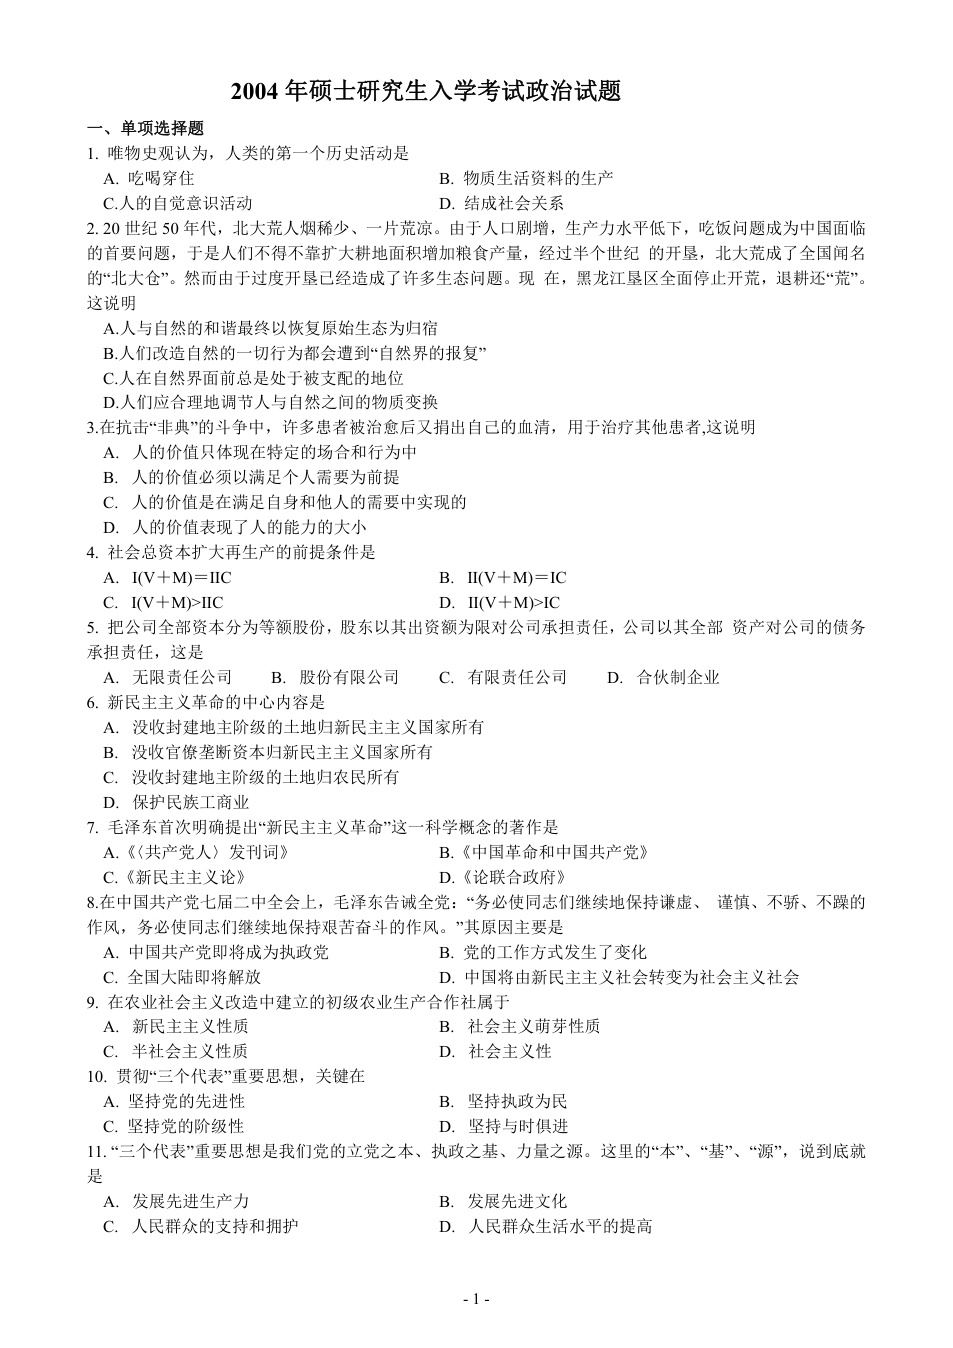 2004 年硕士研究生入学考试政治试题
一、单项选择题
1. 唯物史观认为，人类的第一个历史活动是
A. 吃喝穿住 B. 物质生活资料的生产
C.人的自觉意识活动 D. 结成社会关系
2. 20 世纪 50 年代，北大荒人烟稀少、一片荒凉。由于人口剧增，生产力水平低下，吃饭问题成为中国面临
的首要问题，于是人们不得不靠扩大耕地面积增加粮食产量，经过半个世纪 的开垦，北大荒成了全国闻名
的“北大仓”。然而由于过度开垦已经造成了许多生态问题。现 在，黑龙江垦区全面停止开荒，退耕还“荒”。
这说明
A.人与自然的和谐最终以恢复原始生态为归宿
B.人们改造自然的一切行为都会遭到“自然界的报复”
C.人在自然界面前总是处于被支配的地位
D.人们应合理地调节人与自然之间的物质变换
3.在抗击“非典”的斗争中，许多患者被治愈后又捐出自己的血清，用于治疗其他患者,这说明
A. 人的价值只体现在特定的场合和行为中
B. 人的价值必须以满足个人需要为前提
C. 人的价值是在满足自身和他人的需要中实现的
D. 人的价值表现了人的能力的大小
4. 社会总资本扩大再生产的前提条件是
A. I(V＋M)＝IIC B. II(V＋M)＝IC
C. I(V＋M)>IIC D. II(V＋M)>IC
5. 把公司全部资本分为等额股份，股东以其出资额为限对公司承担责任，公司以其全部 资产对公司的债务
承担责任，这是
A. 无限责任公司 B. 股份有限公司 C. 有限责任公司 D. 合伙制企业
6. 新民主主义革命的中心内容是
A. 没收封建地主阶级的土地归新民主主义国家所有
B. 没收官僚垄断资本归新民主主义国家所有
C. 没收封建地主阶级的土地归农民所有
D. 保护民族工商业
7. 毛泽东首次明确提出“新民主主义革命”这一科学概念的著作是
A.《〈共产党人〉发刊词》 B.《中国革命和中国共产党》
C.《新民主主义论》 D.《论联合政府》
8.在中国共产党七届二中全会上，毛泽东告诫全党：“务必使同志们继续地保持谦虚、 谨慎、不骄、不躁的
作风，务必使同志们继续地保持艰苦奋斗的作风。”其原因主要是
A. 中国共产党即将成为执政党 B. 党的工作方式发生了变化
C. 全国大陆即将解放 D. 中国将由新民主主义社会转变为社会主义社会
9. 在农业社会主义改造中建立的初级农业生产合作社属于
A. 新民主主义性质 B. 社会主义萌芽性质
C. 半社会主义性质 D. 社会主义性
10. 贯彻“三个代表”重要思想，关键在
A. 坚持党的先进性 B. 坚持执政为民
C. 坚持党的阶级性 D. 坚持与时俱进
11. “三个代表”重要思想是我们党的立党之本、执政之基、力量之源。这里的“本”、“基”、“源”，说到底就
是
A. 发展先进生产力 B. 发展先进文化
C. 人民群众的支持和拥护 D. 人民群众生活水平的提高
- 1 -